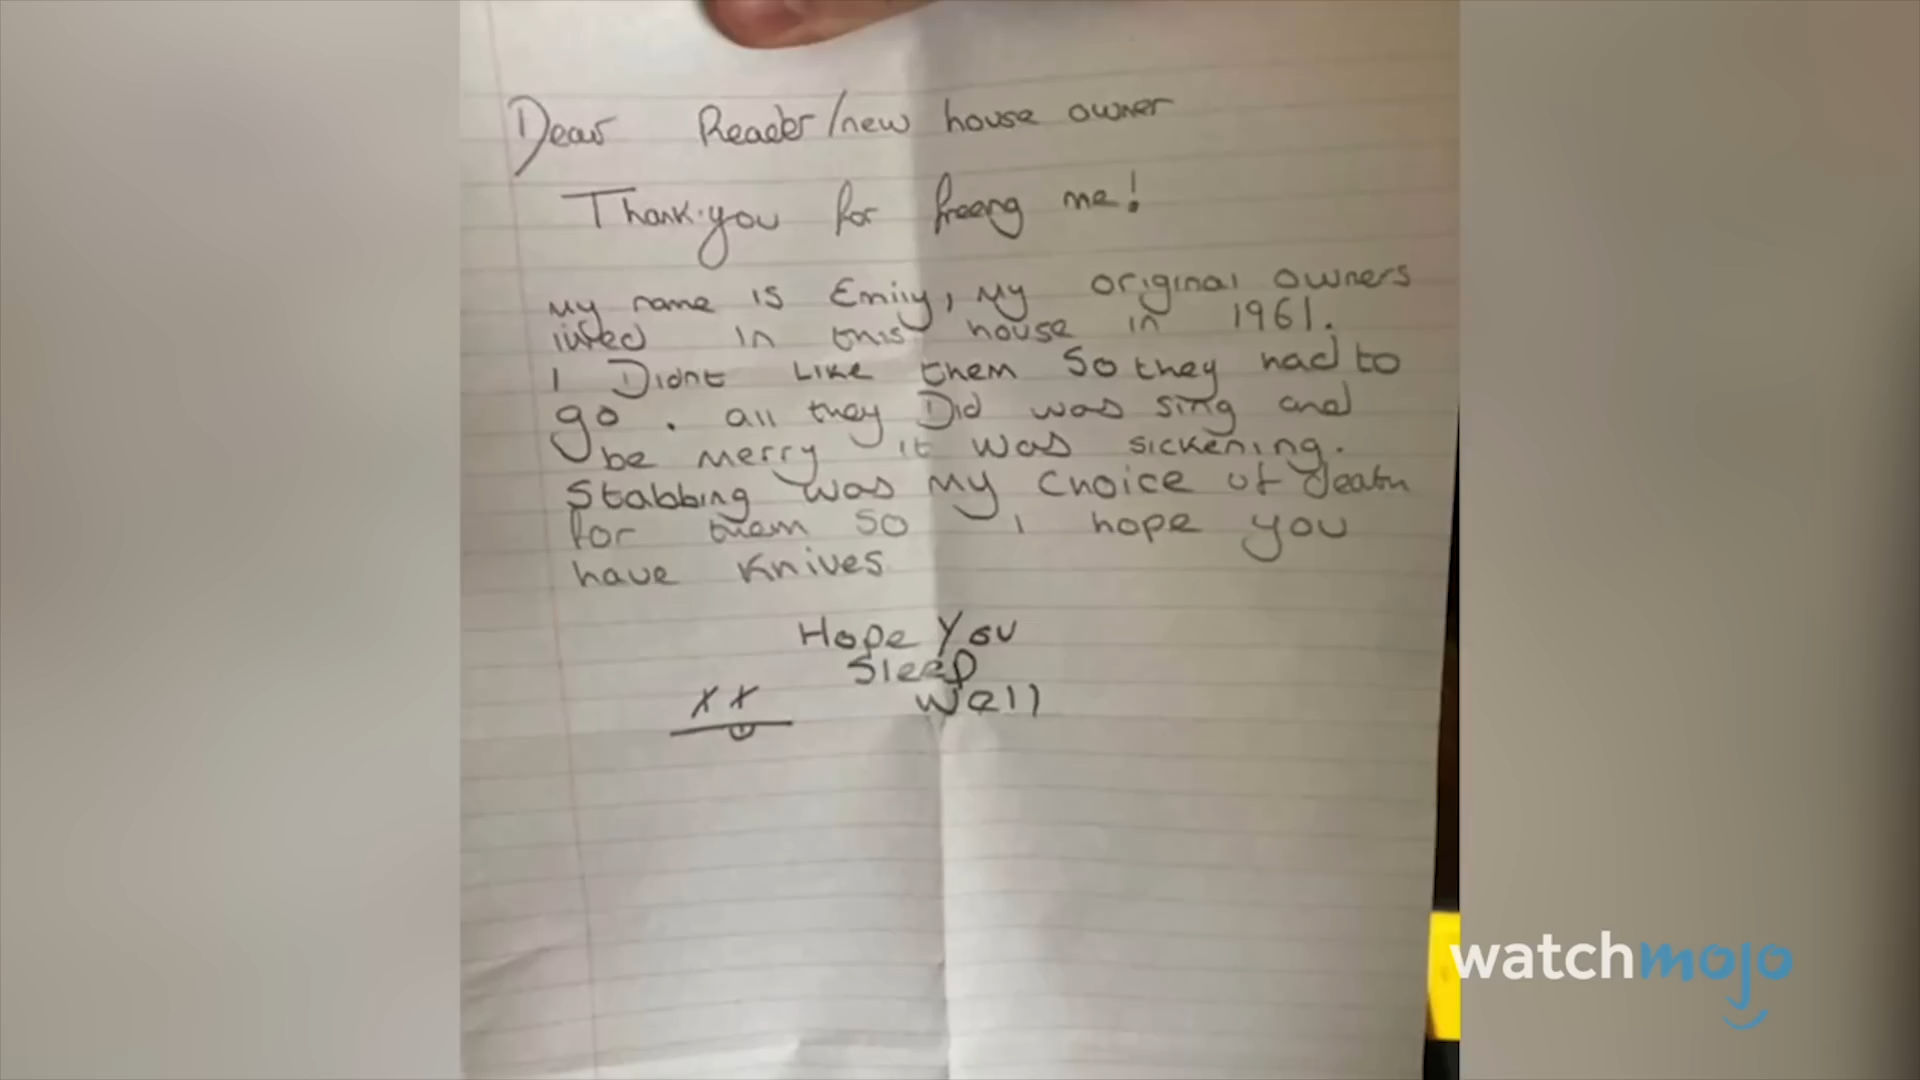 Dear Reader/new house owner
Thank.you for freeing me!
My name is Emily, My original owners
lived in this house in 1961.
I Didnt Like them So they had to
go. all they Did was sing and
be merry it was sickening.
Stabbing was My choice of death
for them so I hope you
have Knives
Hope You
Sleep
Well
X X
watchmojo